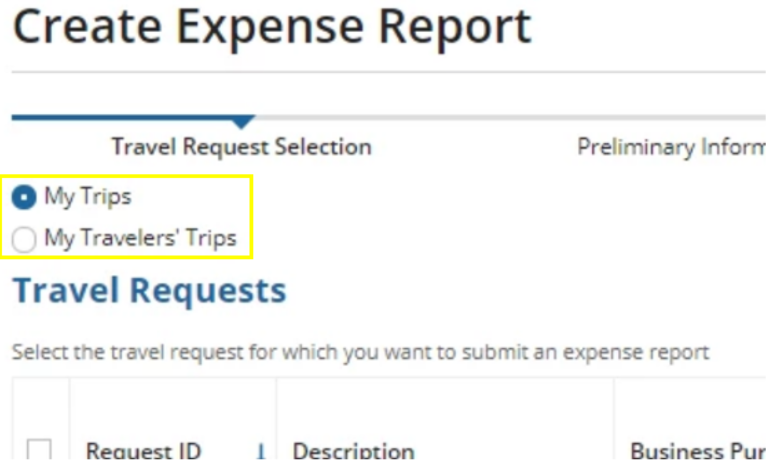 Create Expense Report
Travel Request Selection Preliminary Inform
My Trips
My Travelers' Trips
Travel Requests
Select the travel request for which you want to submit an expense report
Request ID ↓ Description Business Pur